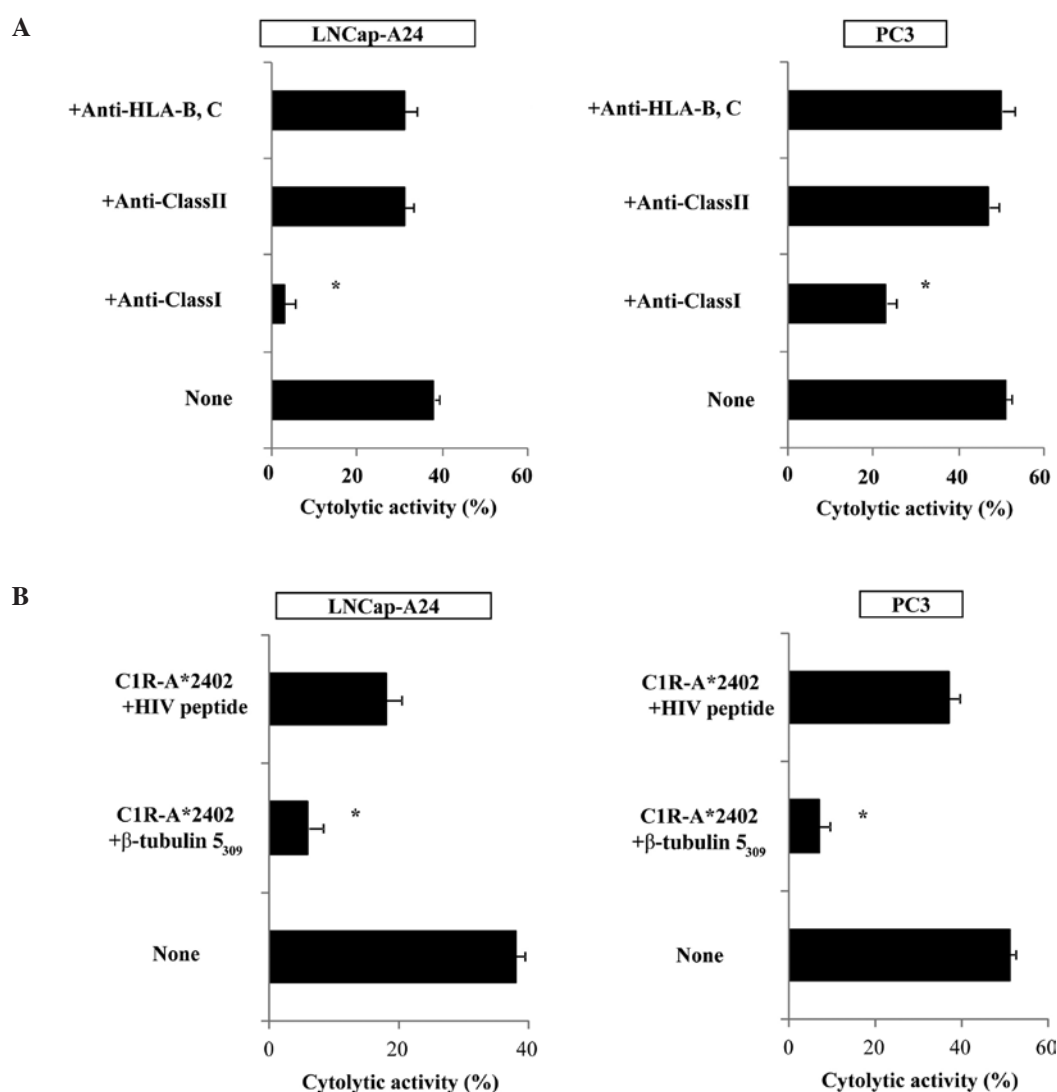 A
LNCap-A24
+Anti-HLA-B, C
+Anti-ClassII
+Anti-ClassI
*
None
0 20 40 60
Cytolytic activity (%)
PC3
+Anti-HLA-B, C
+Anti-ClassII
+Anti-ClassI
*
None
0 20 40 60
Cytolytic activity (%)
B
LNCap-A24
C1R-A*2402
+HIV peptide
C1R-A*2402
+β-tubulin 5₃₀₉
*
None
0 20 40
Cytolytic activity (%)
PC3
C1R-A*2402
+HIV peptide
C1R-A*2402
+β-tubulin 5₃₀₉
*
None
0 20 40 60
Cytolytic activity (%)